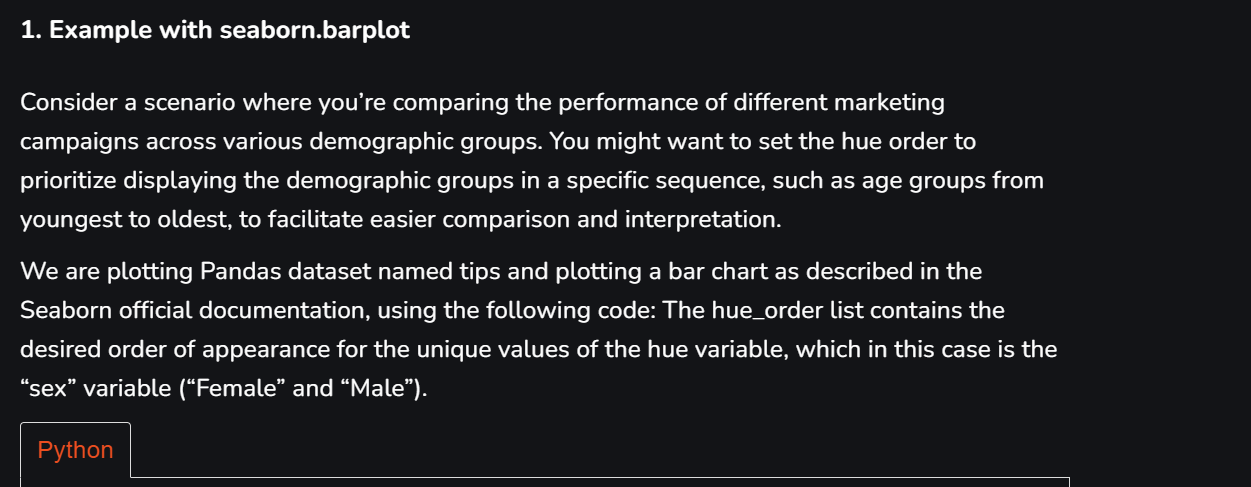 1. Example with seaborn.barplot
Consider a scenario where you’re comparing the performance of different marketing
campaigns across various demographic groups. You might want to set the hue order to
prioritize displaying the demographic groups in a specific sequence, such as age groups from
youngest to oldest, to facilitate easier comparison and interpretation.
We are plotting Pandas dataset named tips and plotting a bar chart as described in the
Seaborn official documentation, using the following code: The hue_order list contains the
desired order of appearance for the unique values of the hue variable, which in this case is the
“sex” variable (“Female” and “Male”).
Python